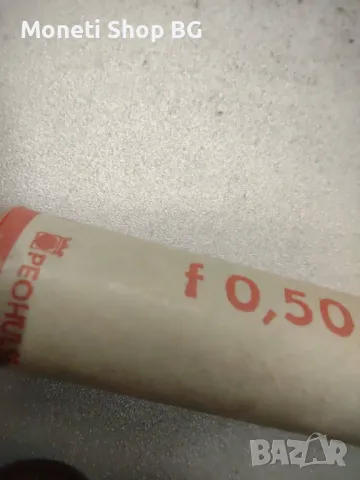 Moneti Shop BG
f 0,50
BAZAR